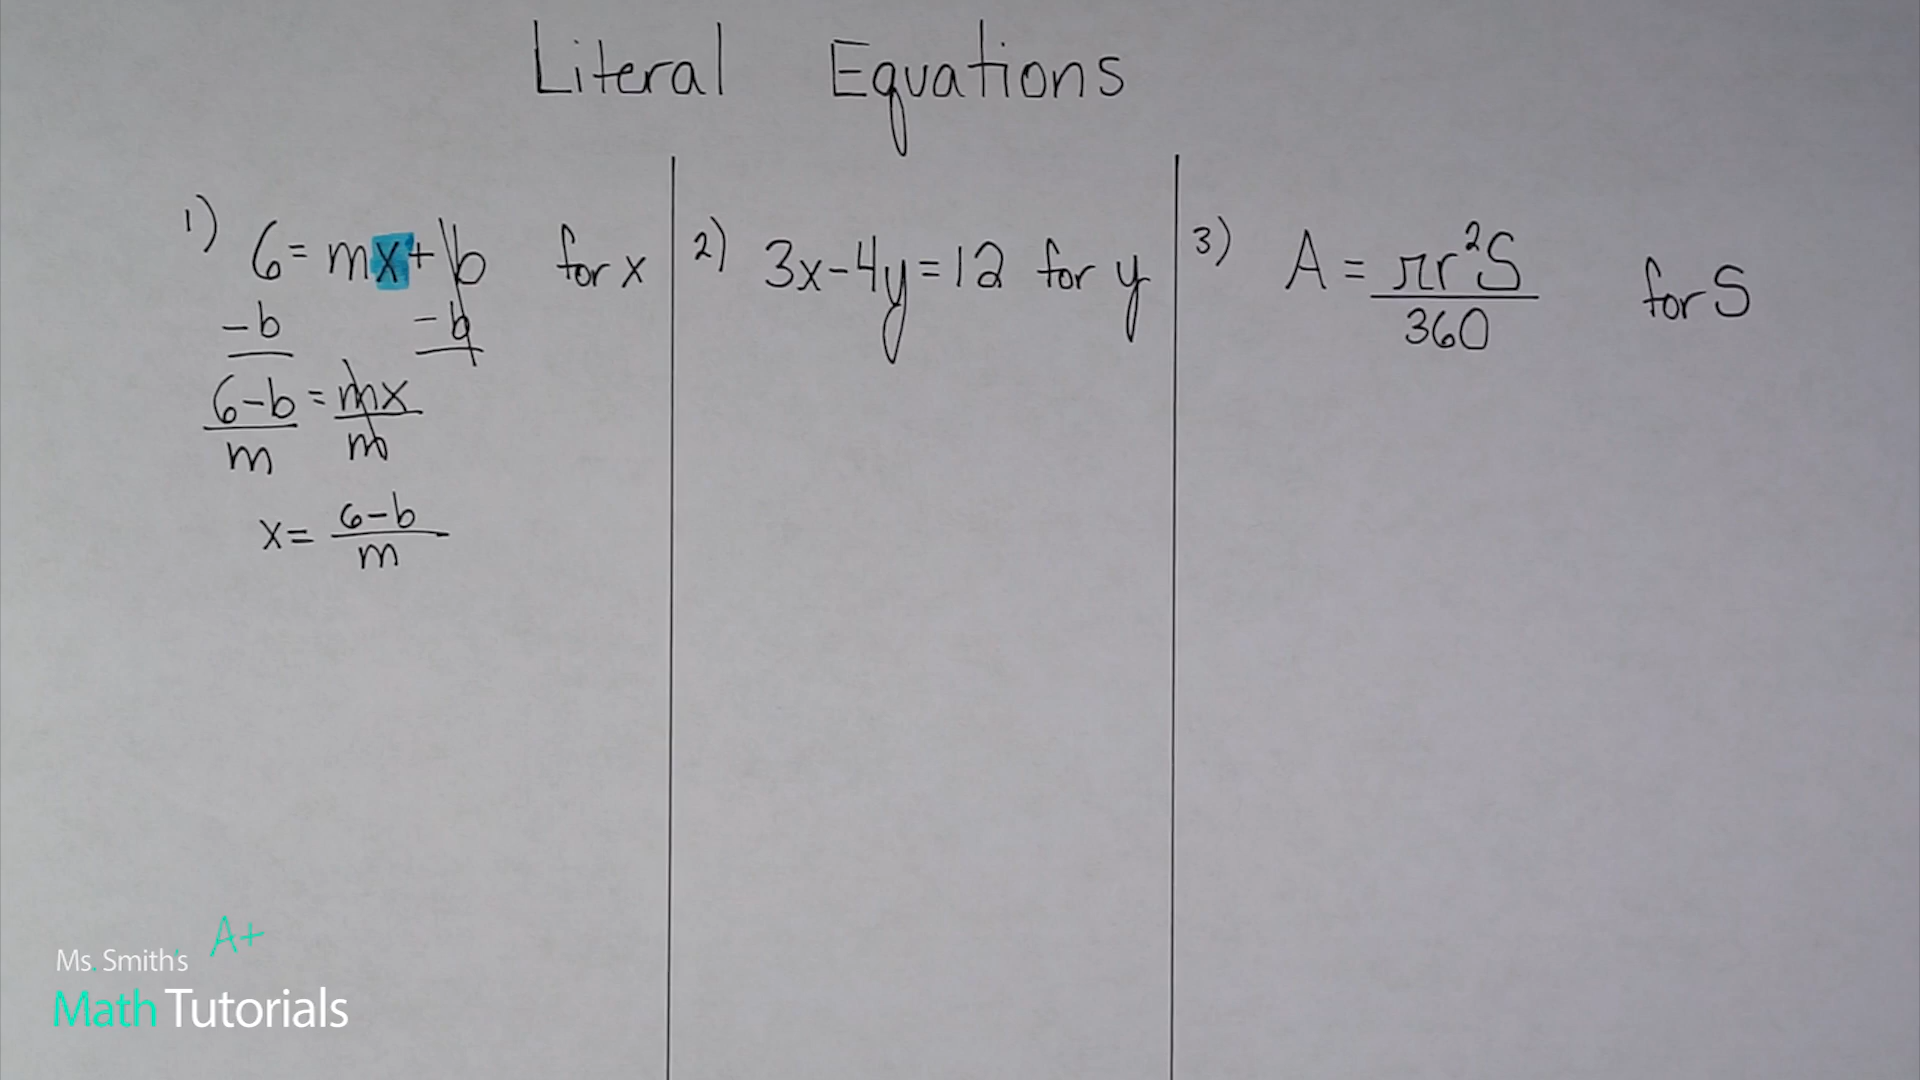 Literal Equations
1) 6 = mx + b for x
- b - b
6-b = mx
m m
x = 6-b
m
2) 3x-4y=12 for y
3) A = πr²S for S
360
A+
Ms. Smith's
Math Tutorials